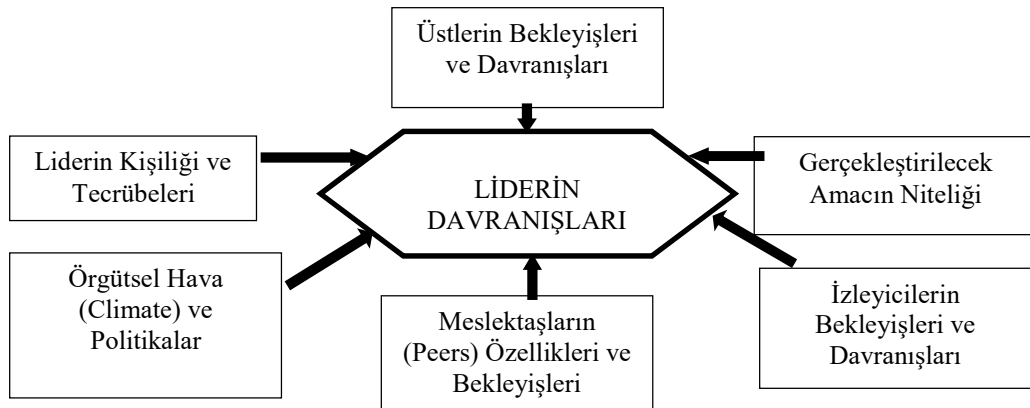 Üstlerin Bekleyişleri
ve Davranışları
Liderin Kişiliği ve
Tecrübeleri
LİDERİN
DAVRANIŞLARI
Gerçekleştirilecek
Amacın Niteliği
Örgütsel Hava
(Climate) ve
Politikalar
Meslektaşların
(Peers) Özellikleri ve
Bekleyişleri
İzleyicilerin
Bekleyişleri ve
Davranışları